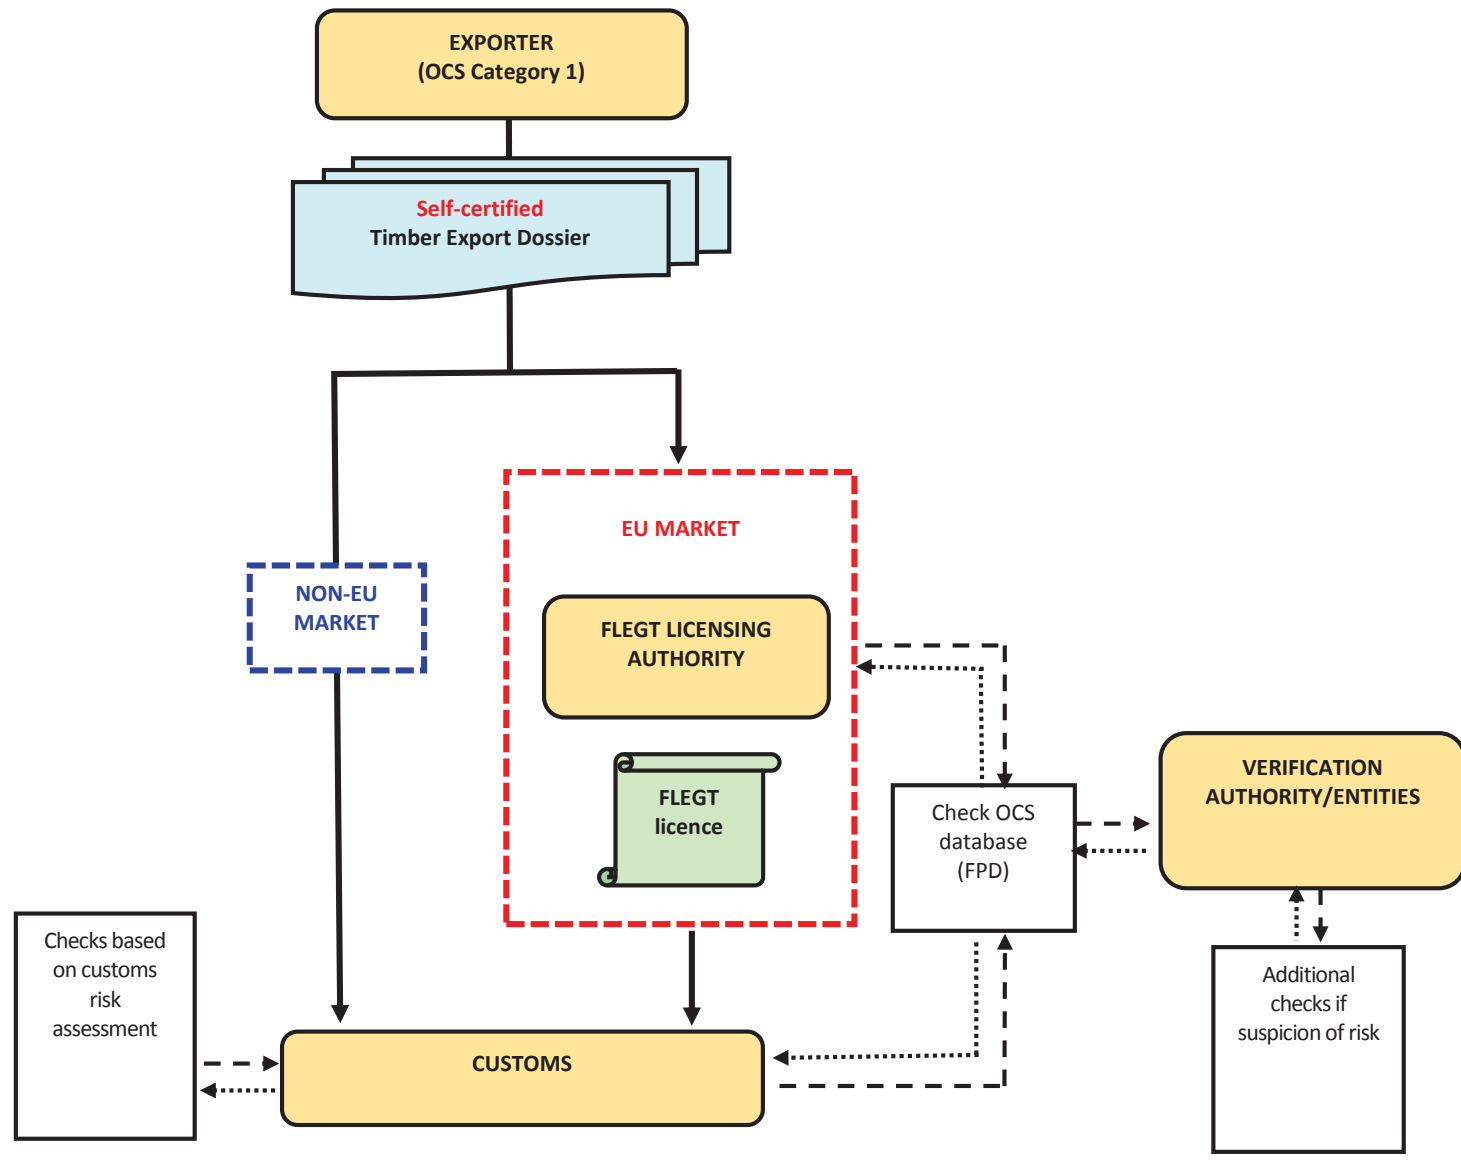 EXPORTER
(OCS Category 1)
Self-certified
Timber Export Dossier
EU MARKET
NON-EU
MARKET
FLEGT LICENSING
AUTHORITY
FLEGT
licence
Check OCS
database
(FPD)
VERIFICATION
AUTHORITY/ENTITIES
Checks based
on customs
risk
assessment
Additional
checks if
suspicion of risk
CUSTOMS